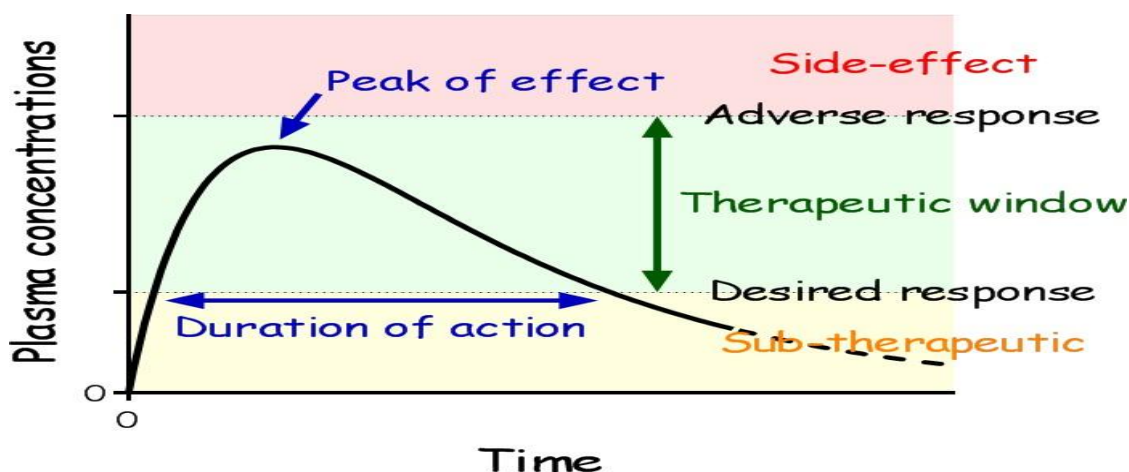 Plasma concentrations
Side-effect
Peak of effect
Adverse response
Therapeutic window
Desired response
Duration of action
Sub-therapeutic
0
0
Time